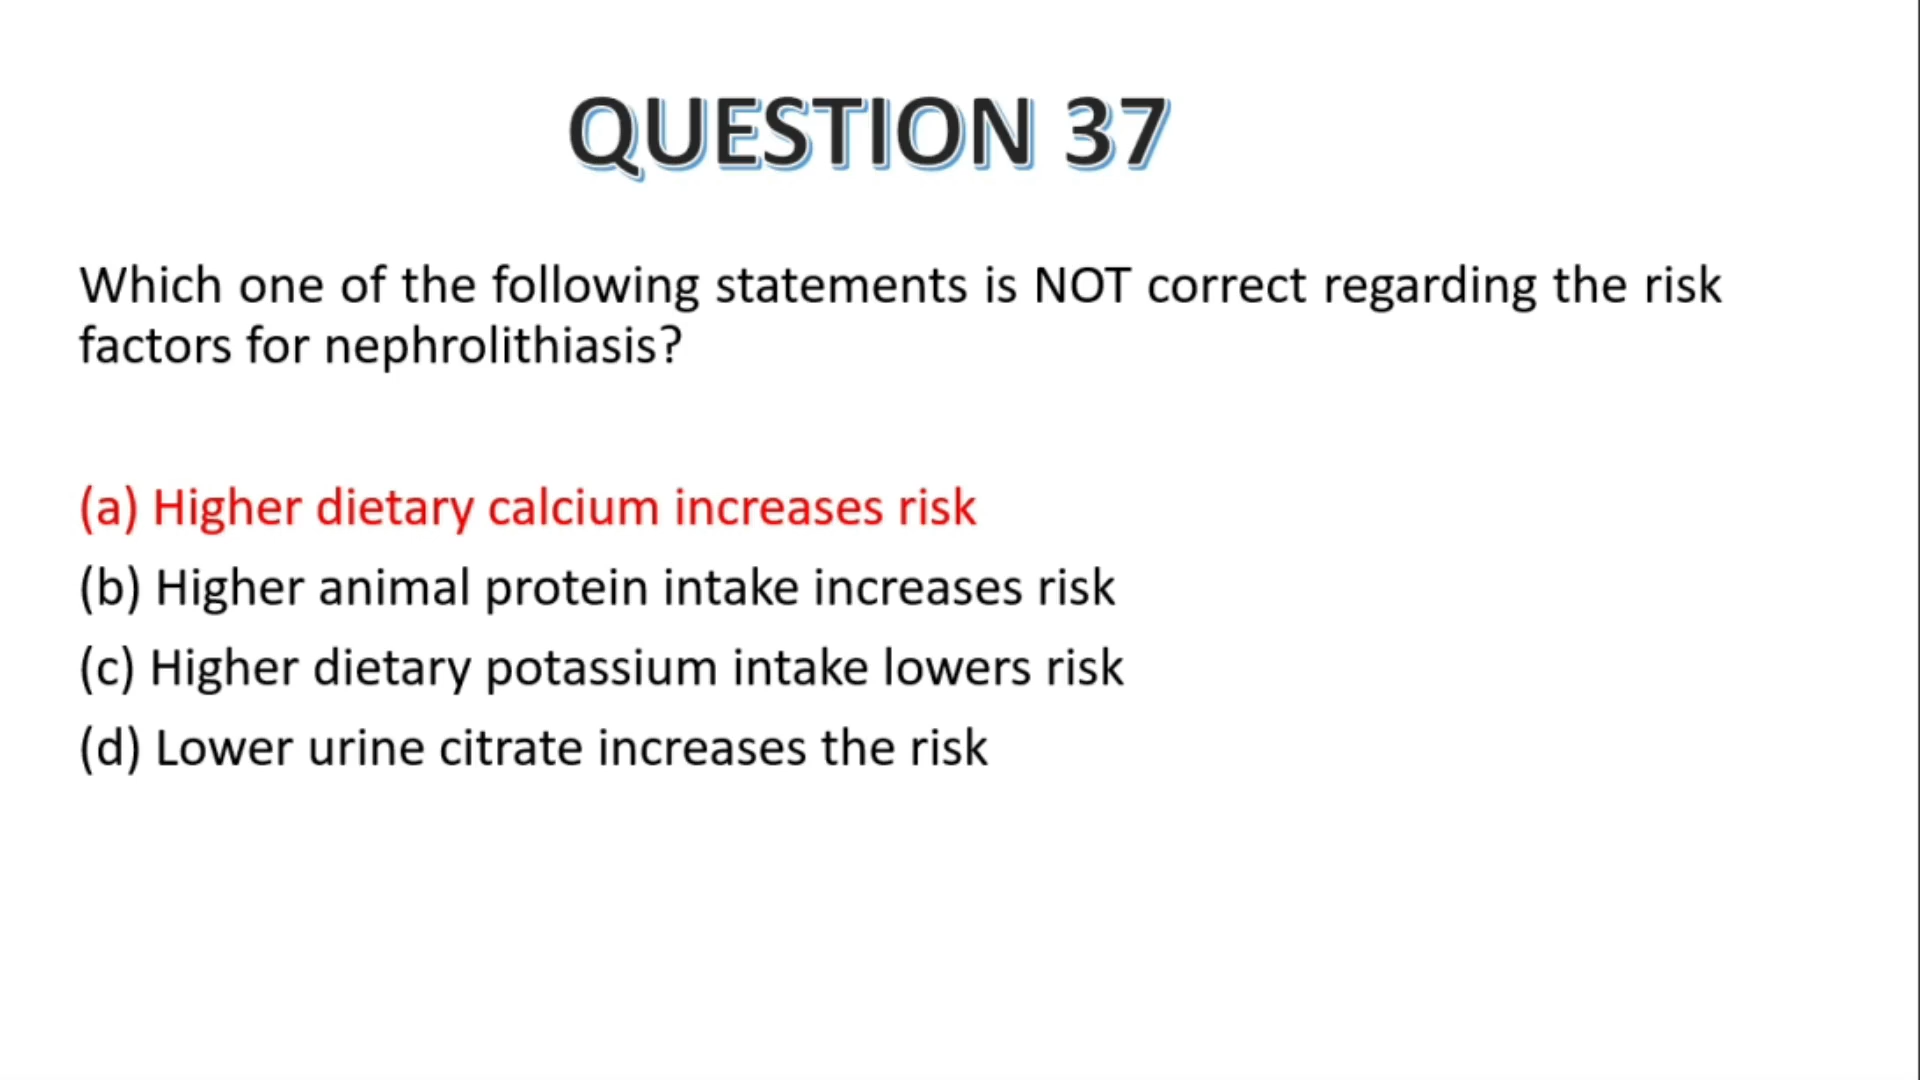 QUESTION 37
Which one of the following statements is NOT correct regarding the risk
factors for nephrolithiasis?
(a) Higher dietary calcium increases risk
(b) Higher animal protein intake increases risk
(c) Higher dietary potassium intake lowers risk
(d) Lower urine citrate increases the risk